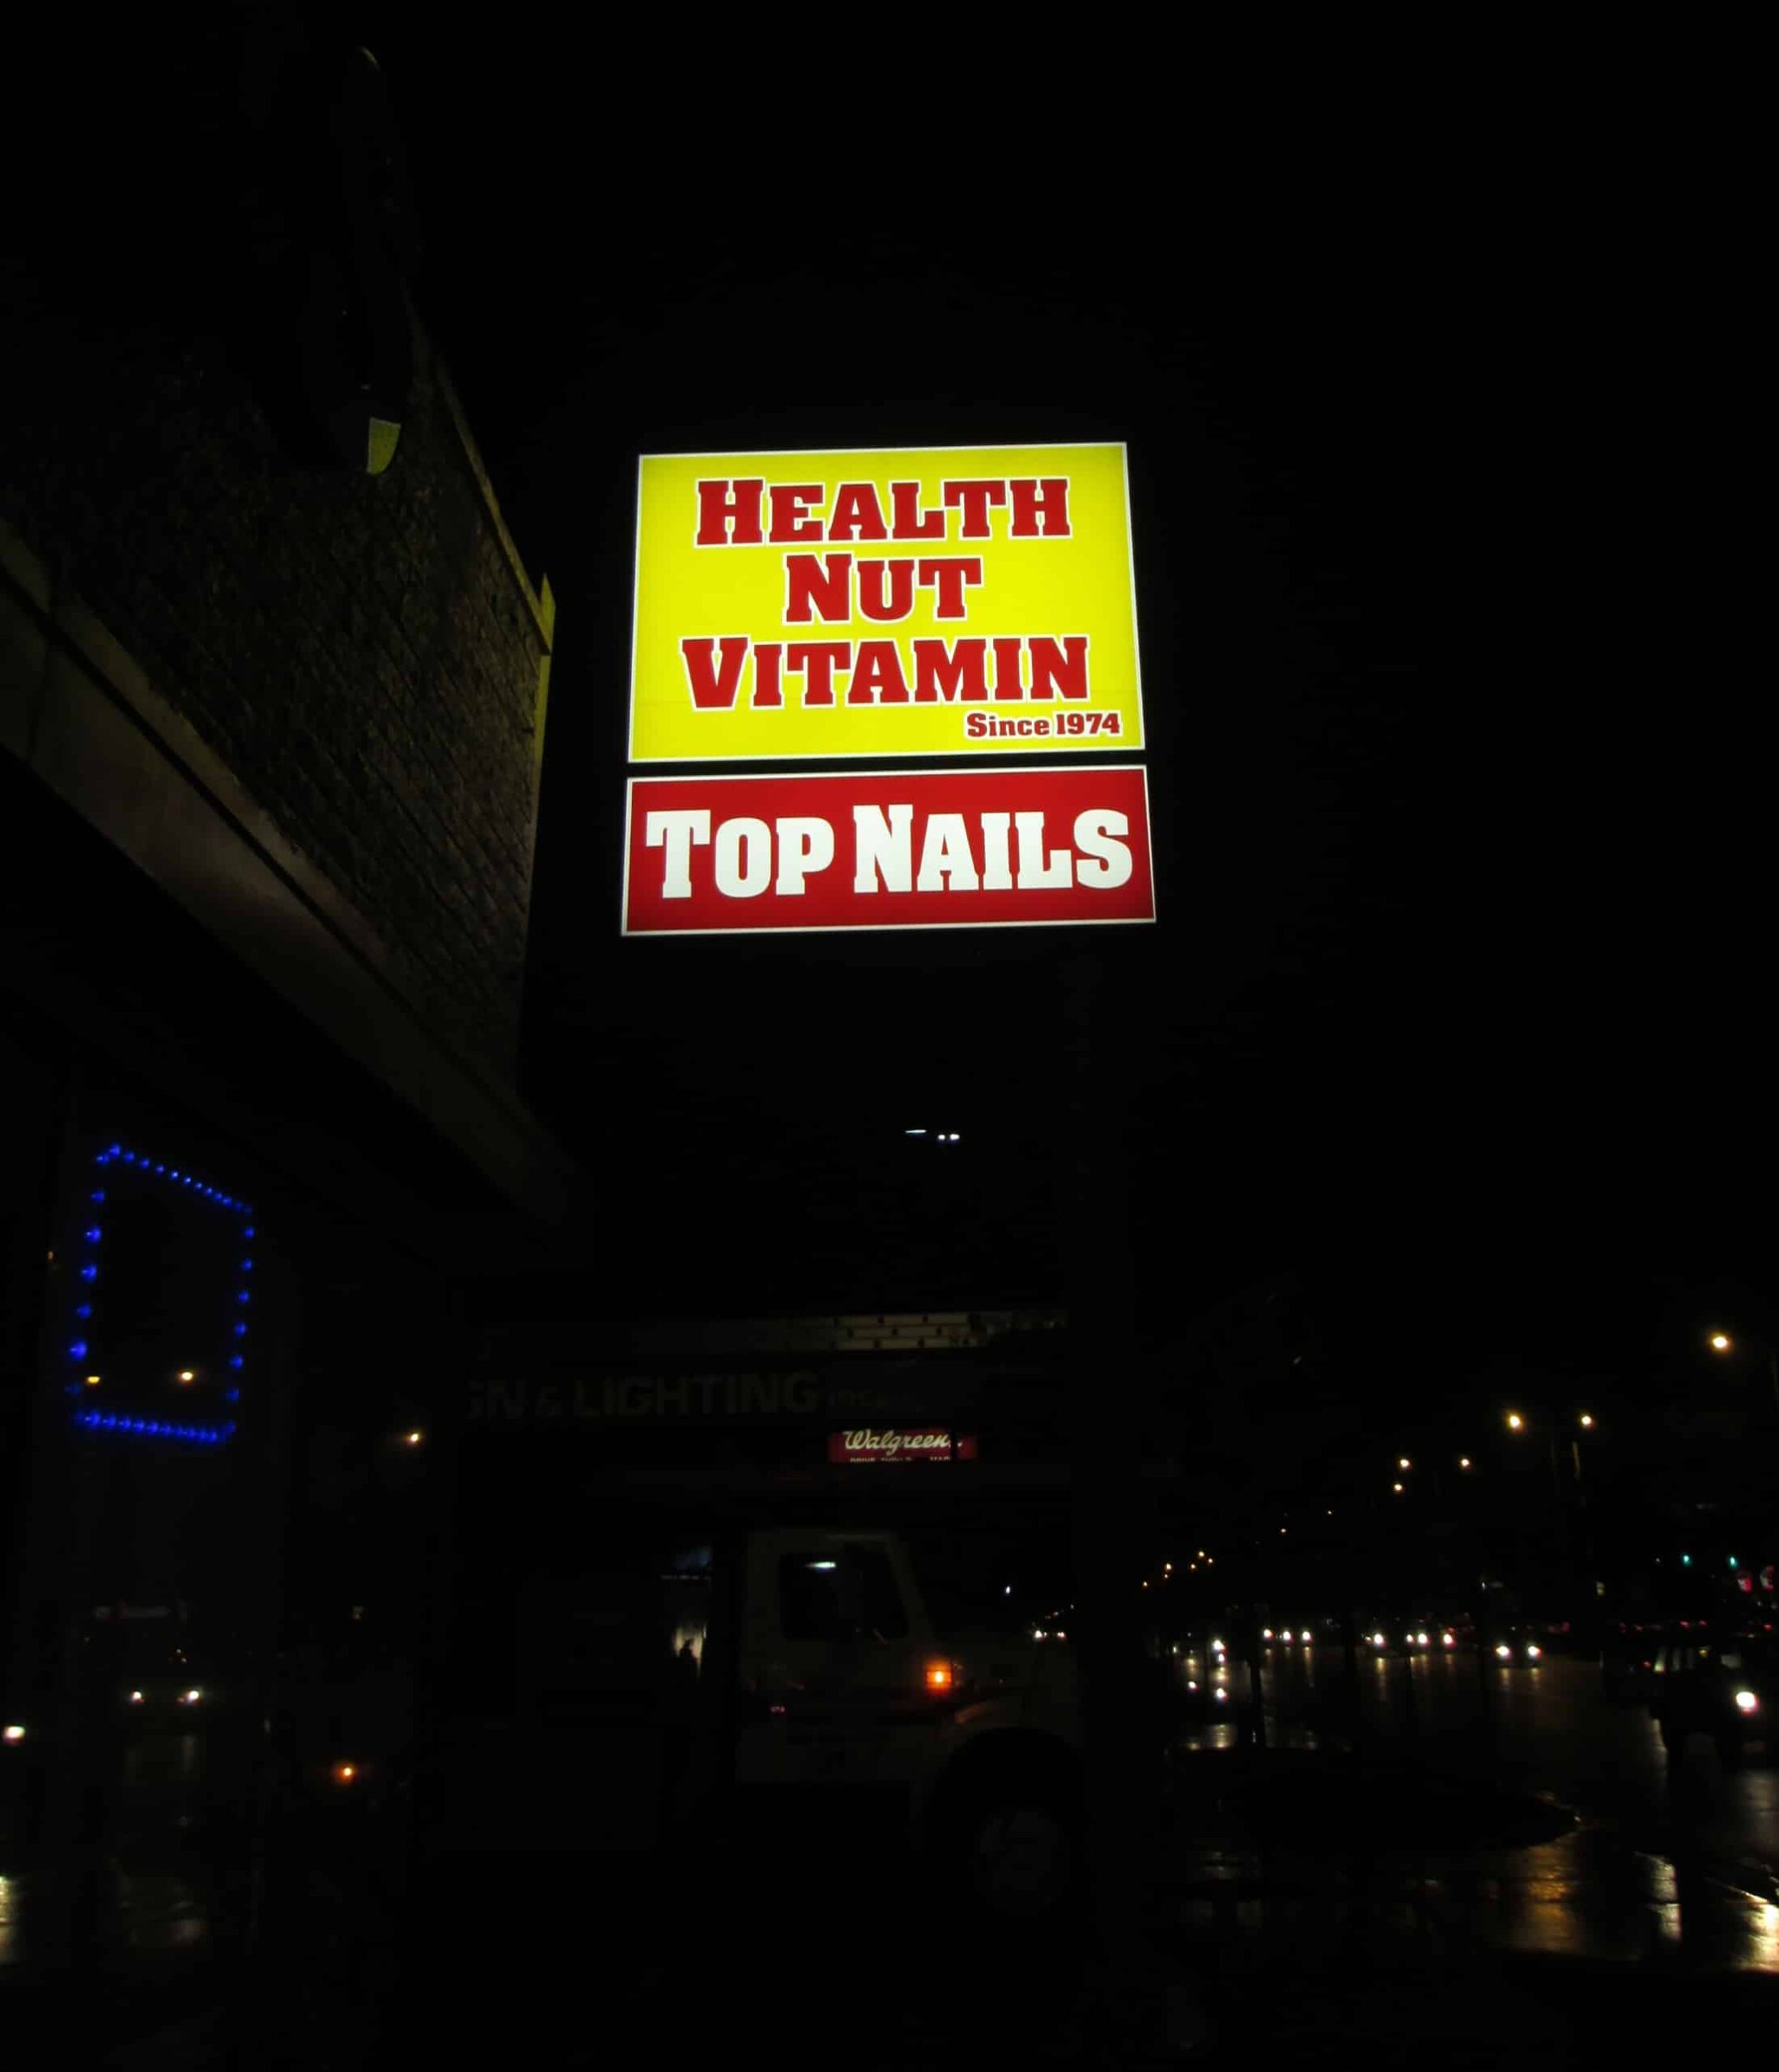 HEALTH
NUT
VITAMIN
Since 1974
TOP NAILS
& LIGHTING
Walgreens